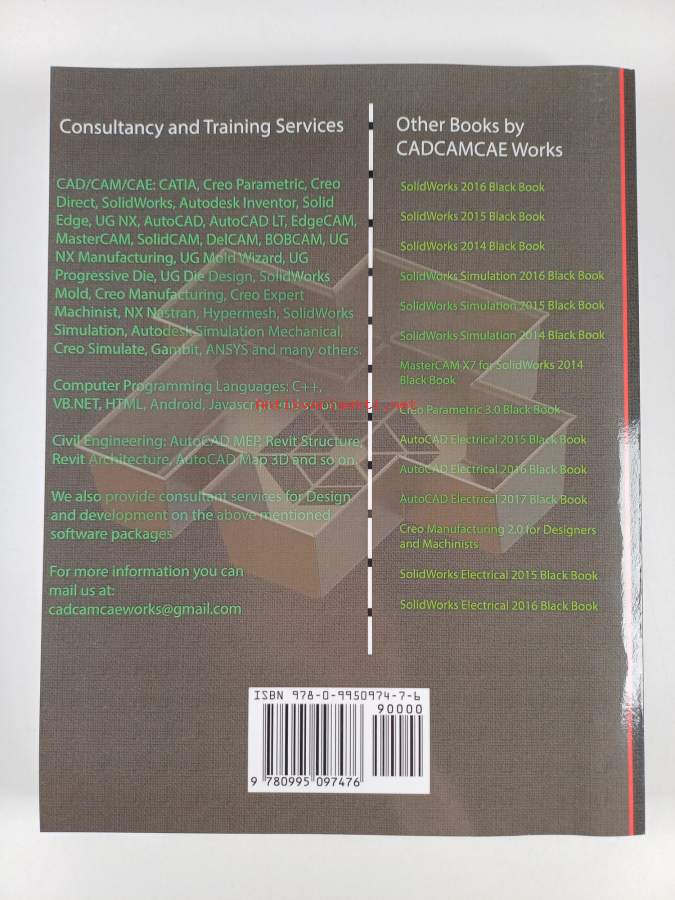 Consultancy and Training Services
CAD/CAM/CAE: CATIA, Creo Parametric, Creo
Direct, SolidWorks, Autodesk Inventor, Solid
Edge, UG NX, AutoCAD, AutoCAD LT, EdgeCAM,
MasterCAM, SolidCAM, DelCAM, BOBCAM, UG
NX Manufacturing, UG Mold Wizard, UG
Progressive Die, UG Die Design, SolidWorks
Mold, Creo Manufacturing, Creo Expert
Machinist, NX Nastran, Hypermesh, SolidWorks
Simulation, Autodesk Simulation Mechanical,
Creo Simulate, Gambit, ANSYS and many others.
Computer Programming Languages: C++,
VB.NET, HTML, Android, Javascript and so on.
Civil Engineering: AutoCAD MEP, Revit Structure,
Revit Architecture, AutoCAD Map 3D and so on.
We also provide consultant services for Design
and development on the above mentioned
software packages
For more information you can
mail us at:
cadcamcaeworks@gmail.com
Other Books by
CADCAMCAE Works
SolidWorks 2016 Black Book
SolidWorks 2015 Black Book
SolidWorks 2014 Black Book
SolidWorks Simulation 2016 Black Book
SolidWorks Simulation 2015 Black Book
SolidWorks Simulation 2014 Black Book
MasterCAM X7 for SolidWorks 2014
Black Book
Creo Parametric 3.0 Black Book
AutoCAD Electrical 2015 Black Book
AutoCAD Electrical 2016 Black Book
AutoCAD Electrical 2017 Black Book
Creo Manufacturing 2.0 for Designers
and Machinists
SolidWorks Electrical 2015 Black Book
SolidWorks Electrical 2016 Black Book
ISBN 978-0-9950974-7-6
90000
9 780995 097476